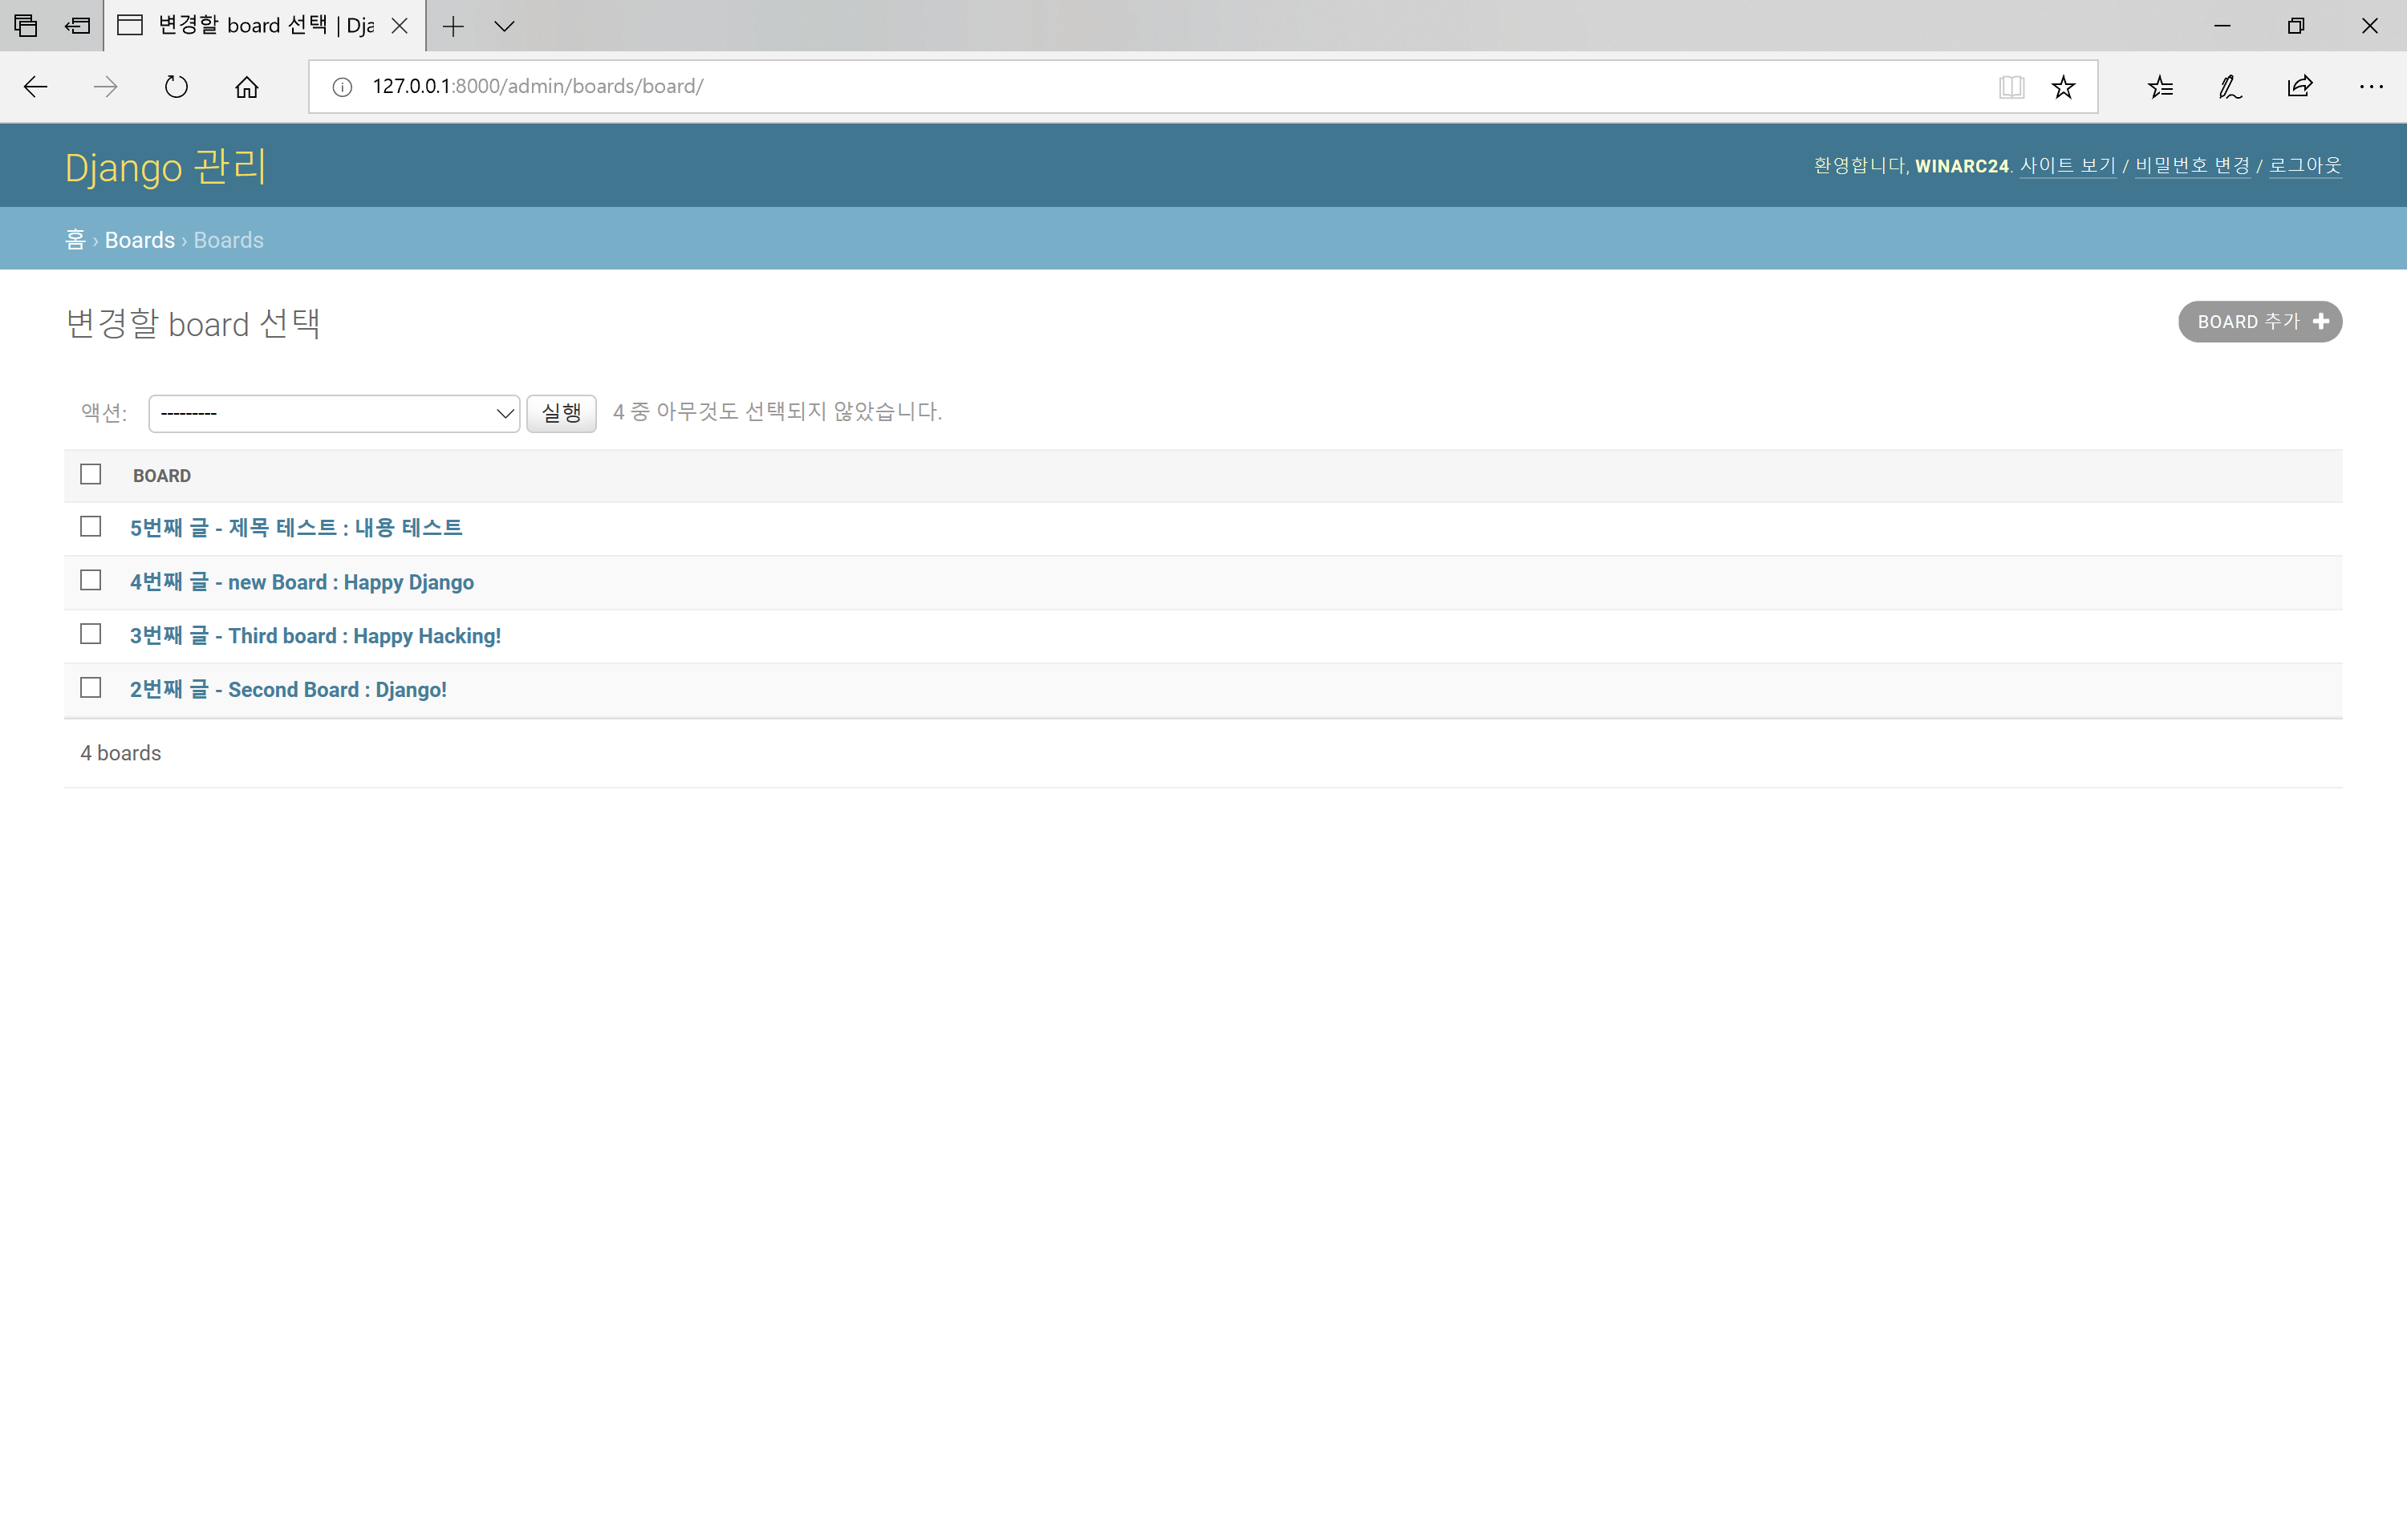 변경할 board 선택 | Dja
127.0.0.1:8000/admin/boards/board/
Django 관리
환영합니다, WINARC24. 사이트 보기 / 비밀번호 변경 / 로그아웃
홈 › Boards › Boards
변경할 board 선택
BOARD 추가
액션: --------- 실행 4 중 아무것도 선택되지 않았습니다.
BOARD
5번째 글 - 제목 테스트 : 내용 테스트
4번째 글 - new Board : Happy Django
3번째 글 - Third board : Happy Hacking!
2번째 글 - Second Board : Django!
4 boards